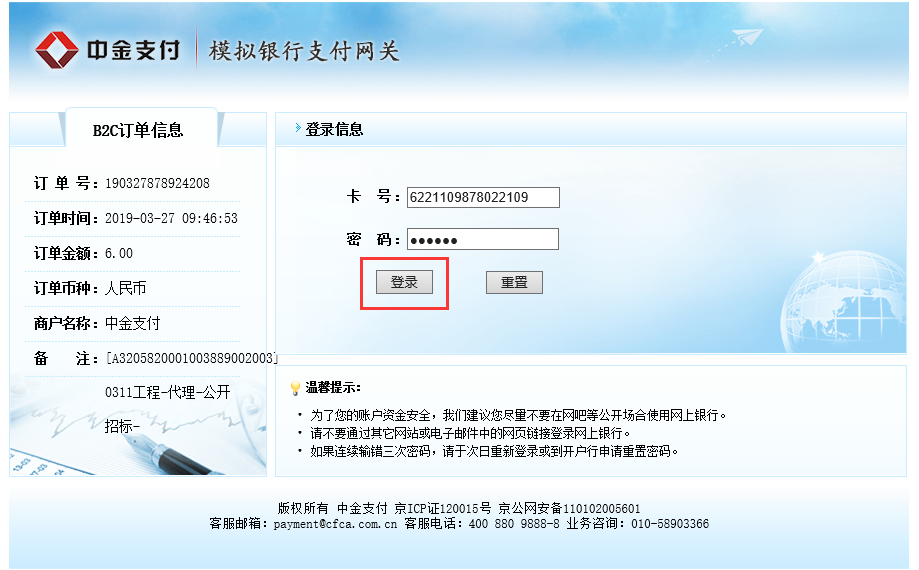 中金支付 模拟银行支付网关
B2C订单信息
订 单 号：190327878924208
订单时间：2019-03-27 09:46:53
订单金额：6.00
订单币种：人民币
商户名称：中金支付
备 注：[A3205820001003889002003]
0311工程-代理-公开
招标-
登录信息
卡 号：6221109878022109
密 码：●●●●●●
登录 重置
温馨提示：
· 为了您的账户资金安全，我们建议您尽量不要在网吧等公开场合使用网上银行。
· 请不要通过其它网站或电子邮件中的网页链接登录网上银行。
· 如果连续输错三次密码，请于次日重新登录或到开户行申请重置密码。
版权所有 中金支付 京ICP证120015号 京公网安备110102005601
客服邮箱：payment@cfca.com.cn 客服电话：400 880 9888-8 业务咨询：010-58903366